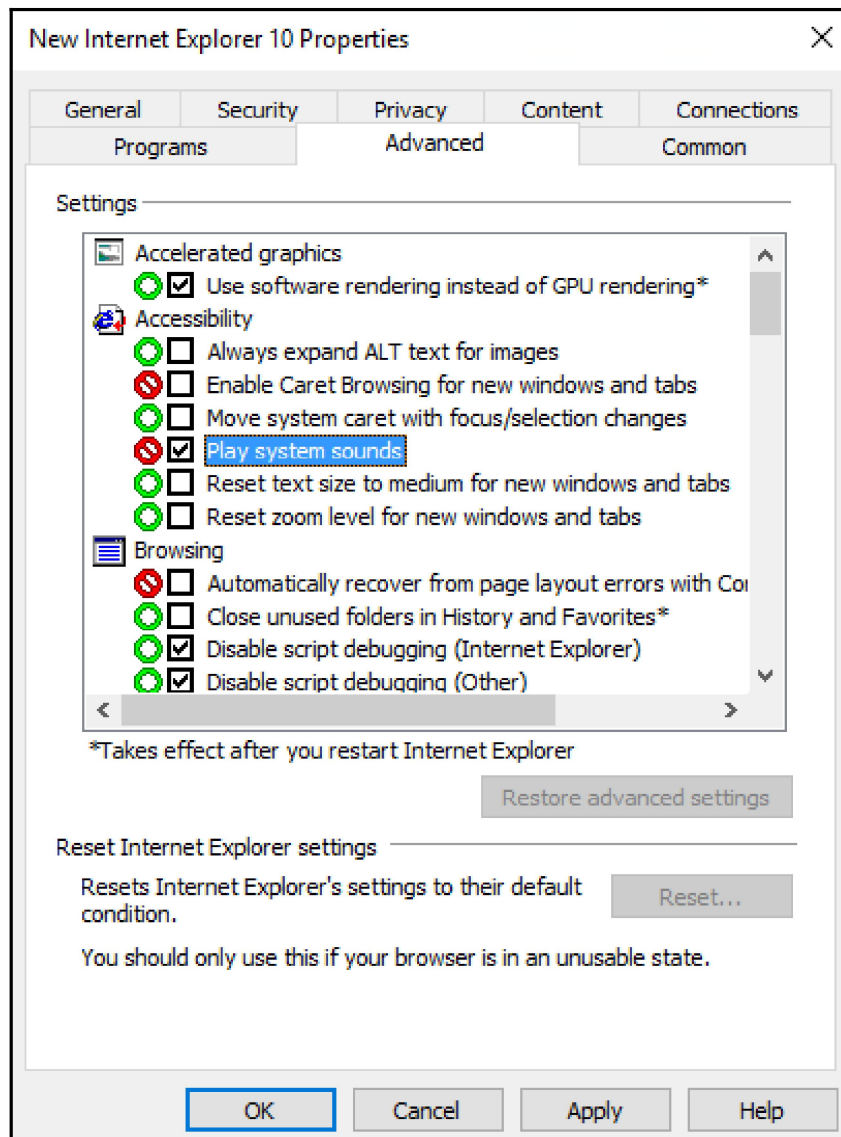 New Internet Explorer 10 Properties
General Security Privacy Content Connections
Programs Advanced Common
Settings
Accelerated graphics
Use software rendering instead of GPU rendering*
Accessibility
Always expand ALT text for images
Enable Caret Browsing for new windows and tabs
Move system caret with focus/selection changes
Play system sounds
Reset text size to medium for new windows and tabs
Reset zoom level for new windows and tabs
Browsing
Automatically recover from page layout errors with
Close unused folders in History and Favorites*
Disable script debugging (Internet Explorer)
Disable script debugging (Other)
*Takes effect after you restart Internet Explorer
Restore advanced settings
Reset Internet Explorer settings
Resets Internet Explorer's settings to their default
condition.
Reset...
You should only use this if your browser is in an unusable state.
OK Cancel Apply Help